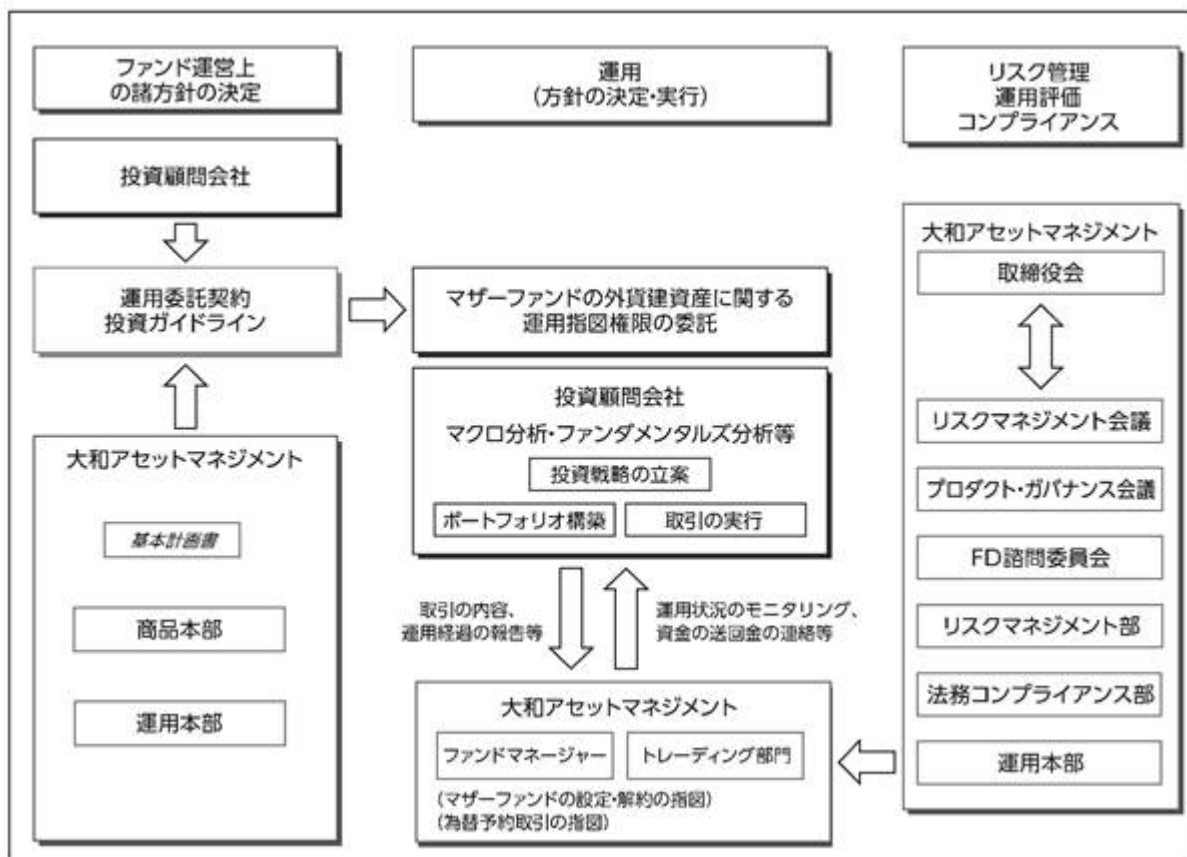 ファンド運営上
の諸方針の決定
投資顧問会社
運用委託契約
投資ガイドライン
大和アセットマネジメント
基本計画書
商品本部
運用本部
運用
(方針の決定・実行)
マザーファンドの外貨建資産に関する
運用指図権限の委託
投資顧問会社
マクロ分析・ファンダメンタルズ分析等
投資戦略の立案
ポートフォリオ構築
取引の実行
取引の内容、
運用経過の報告等
運用状況のモニタリング、
資金の送回金の連絡等
大和アセットマネジメント
ファンドマネージャー
トレーディング部門
(マザーファンドの設定・解約の指図)
(為替予約取引の指図)
リスク管理
運用評価
コンプライアンス
大和アセットマネジメント
取締役会
リスクマネジメント会議
プロダクト・ガバナンス会議
FD諮問委員会
リスクマネジメント部
法務コンプライアンス部
運用本部